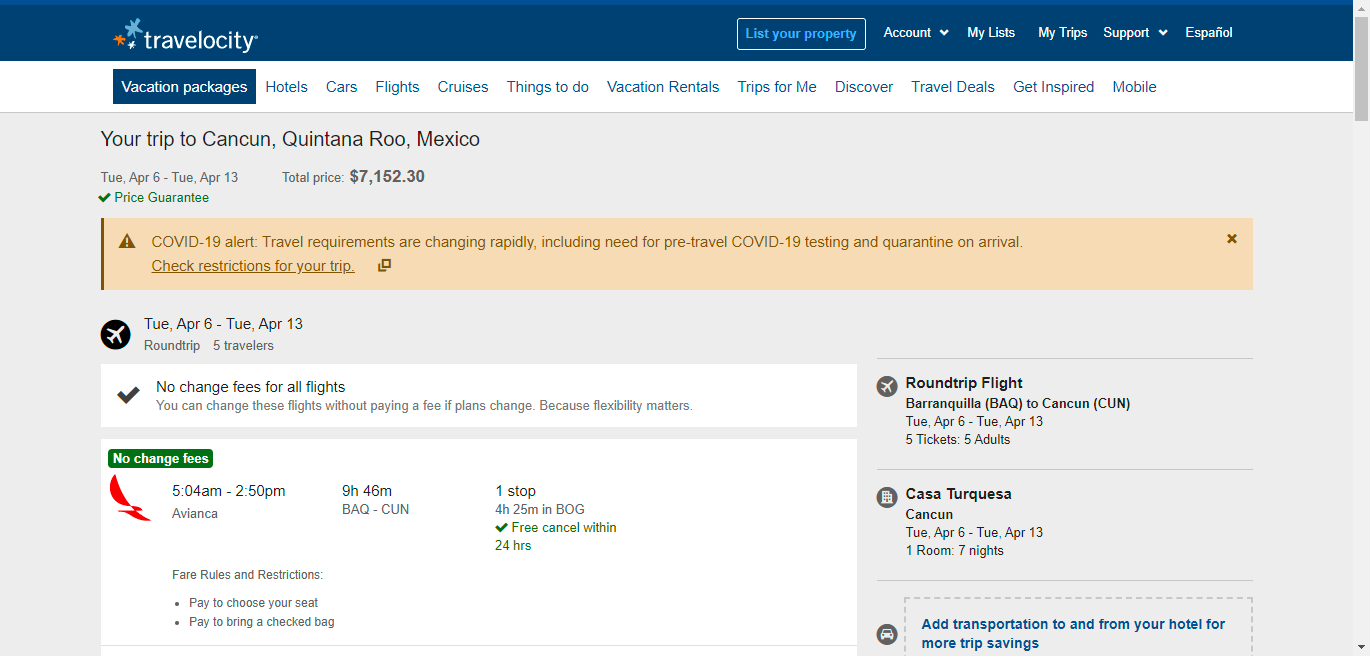 travelocity
List your property
Account
My Lists
My Trips
Support
Español
Vacation packages
Hotels
Cars
Flights
Cruises
Things to do
Vacation Rentals
Trips for Me
Discover
Travel Deals
Get Inspired
Mobile
Your trip to Cancun, Quintana Roo, Mexico
Tue, Apr 6 - Tue, Apr 13
Total price: $7,152.30
Price Guarantee
COVID-19 alert: Travel requirements are changing rapidly, including need for pre-travel COVID-19 testing and quarantine on arrival.
Check restrictions for your trip.
Tue, Apr 6 - Tue, Apr 13
Roundtrip 5 travelers
No change fees for all flights
You can change these flights without paying a fee if plans change. Because flexibility matters.
No change fees
5:04am - 2:50pm
Avianca
9h 46m
BAQ - CUN
1 stop
4h 25m in BOG
Free cancel within
24 hrs
Fare Rules and Restrictions:
• Pay to choose your seat
• Pay to bring a checked bag
Roundtrip Flight
Barranquilla (BAQ) to Cancun (CUN)
Tue, Apr 6 - Tue, Apr 13
5 Tickets: 5 Adults
Casa Turquesa
Cancun
Tue, Apr 6 - Tue, Apr 13
1 Room: 7 nights
Add transportation to and from your hotel for
more trip savings